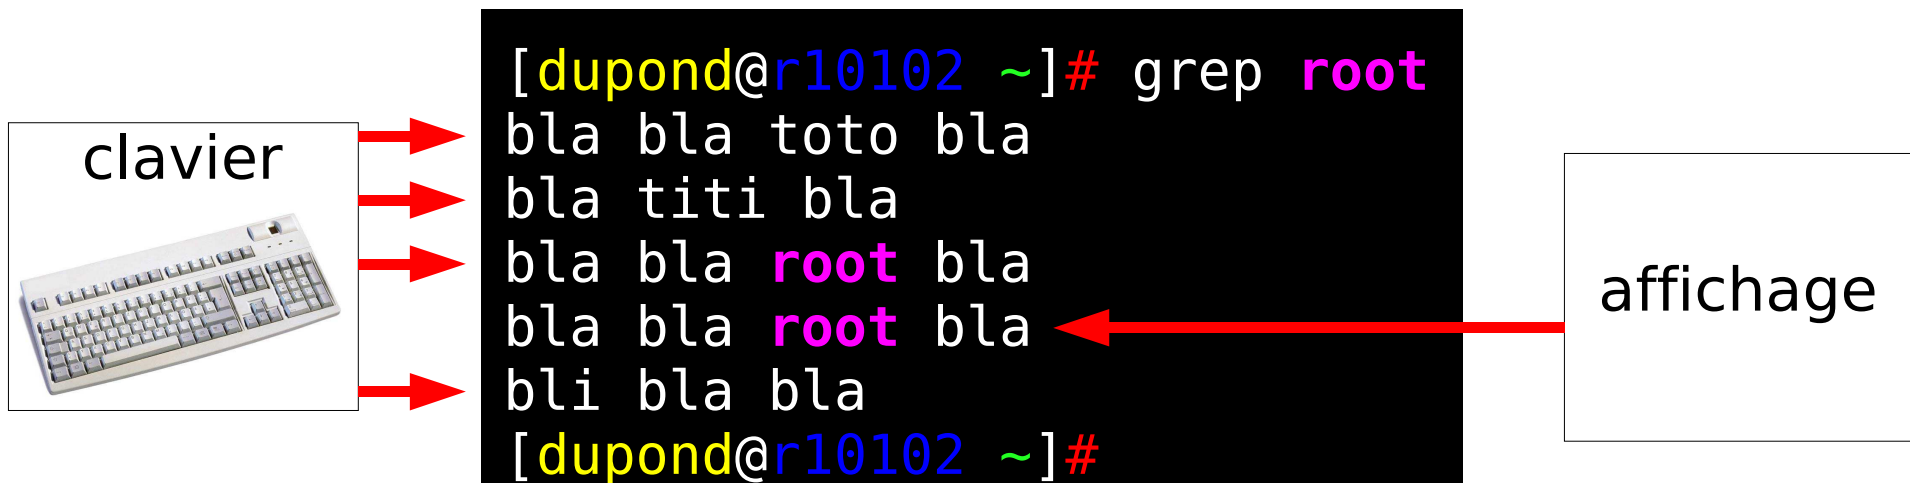 clavier
[dupond@r10102 ~]# grep root
bla bla toto bla
bla titi bla
bla bla root bla
bla bla root bla
bli bla bla
[dupond@r10102 ~]#
affichage